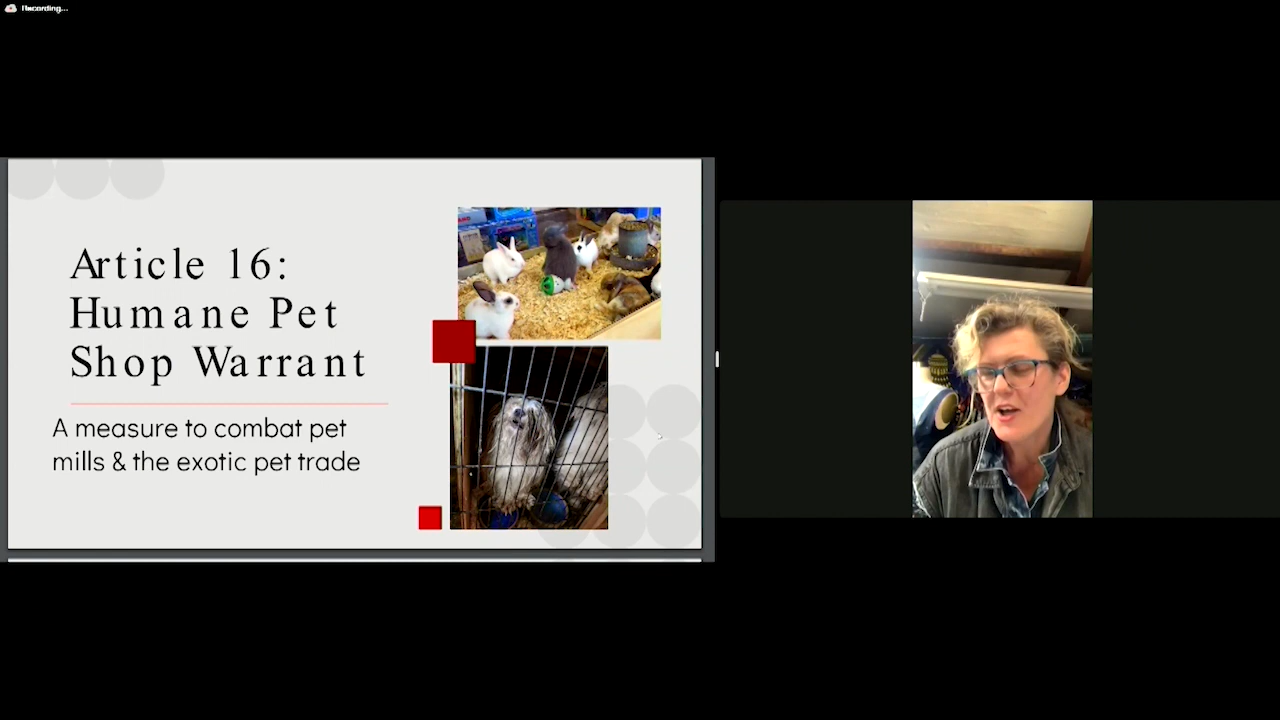 Recording...
Article 16:
Humane Pet
Shop Warrant
A measure to combat pet
mills & the exotic pet trade